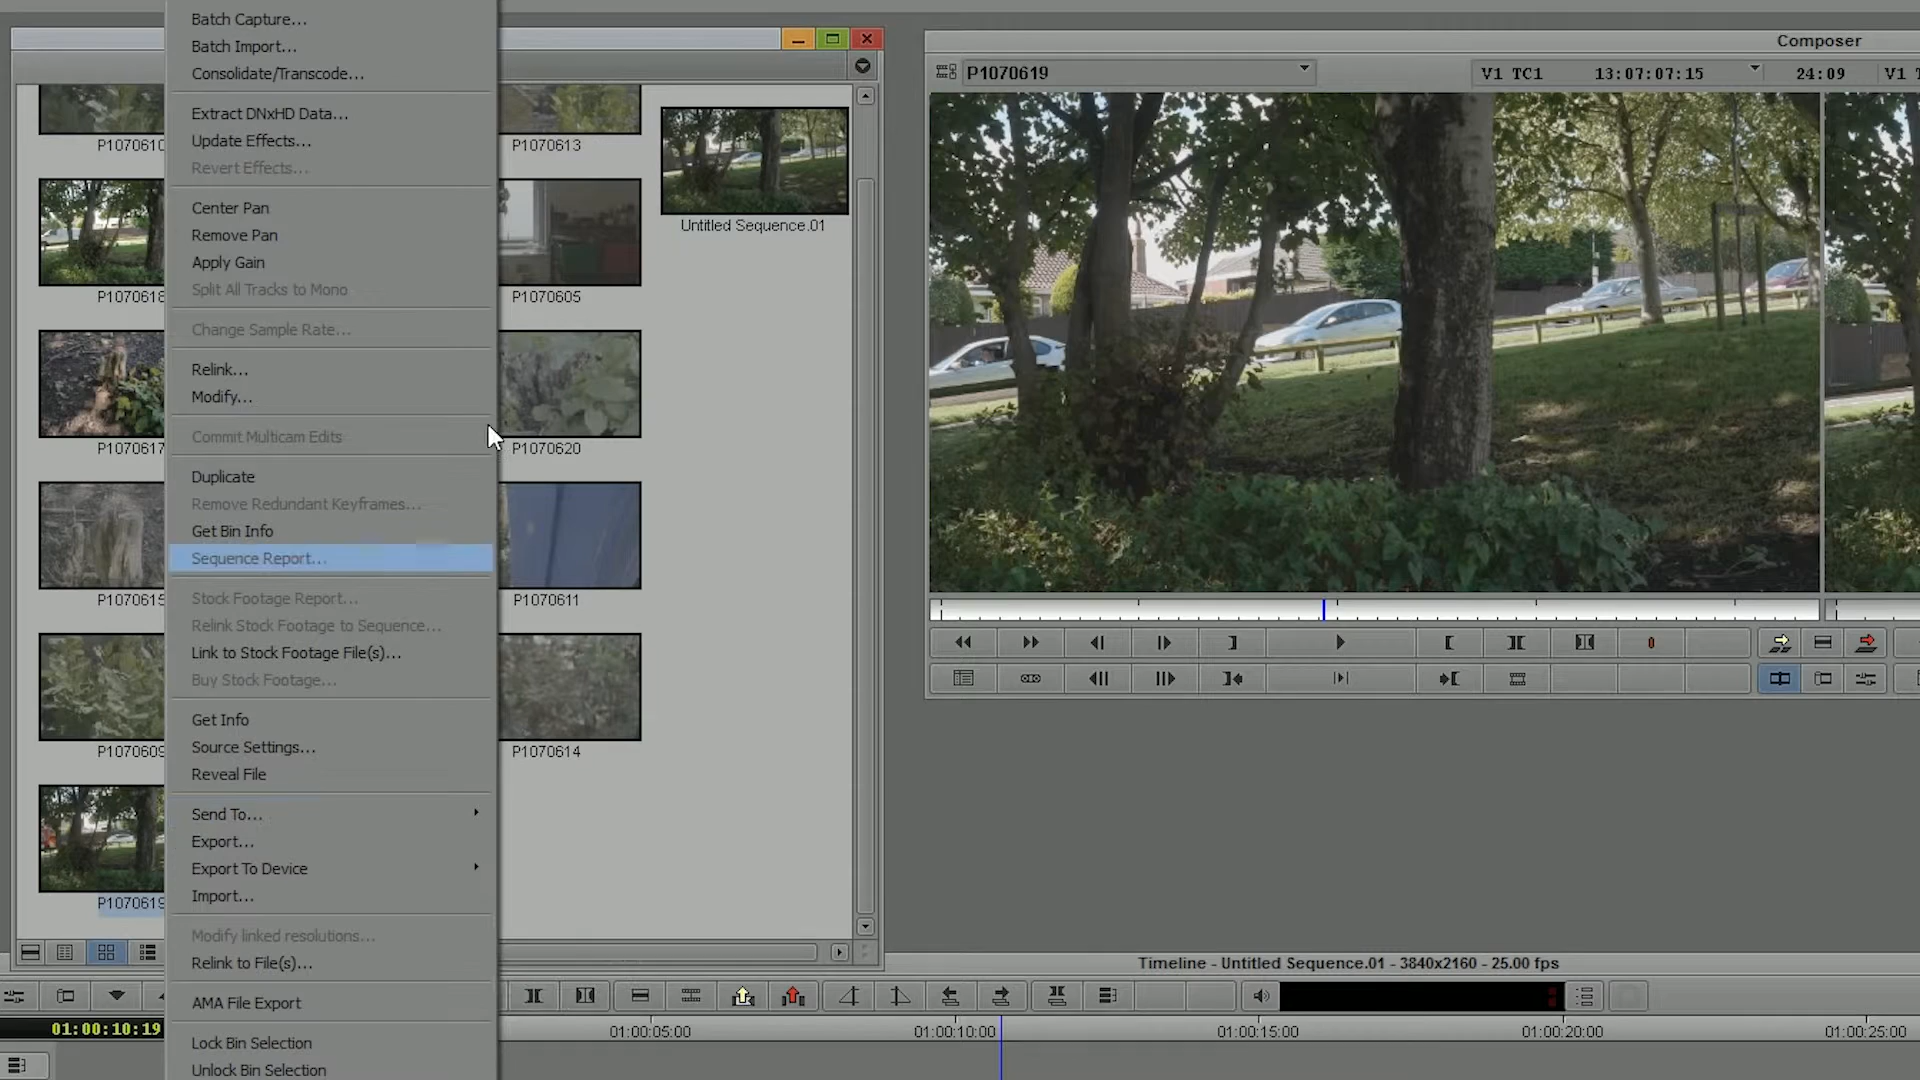 Batch Capture...
Batch Import...
Consolidate/Transcode...
Extract DNxHD Data...
Update Effects...
Revert Effects...
Center Pan
Remove Pan
Apply Gain
Split All Tracks to Mono
Change Sample Rate...
Relink...
Modify...
Commit Multicam Edits
Duplicate
Remove Redundant Keyframes...
Get Bin Info
Sequence Report...
Stock Footage Report...
Relink Stock Footage to Sequence...
Link to Stock Footage File(s)...
Buy Stock Footage...
Get Info
Source Settings...
Reveal File
Send To...
Export...
Export To Device
Import...
Modify linked resolutions...
Relink to File(s)...
AMA File Export
Lock Bin Selection
Unlock Bin Selection
P1070610
P1070613
P1070618
P1070605
P1070617
P1070620
P1070615
P1070611
P1070609
P1070614
P1070619
Untitled Sequence.01
Composer
P1070619
V1 TC1
13:07:07:15
24:09
V1
Timeline - Untitled Sequence.01 - 3840x2160 - 25.00 fps
01:00:10:19
01:00:05:00
01:00:10:00
01:00:15:00
01:00:20:00
01:00:25:00